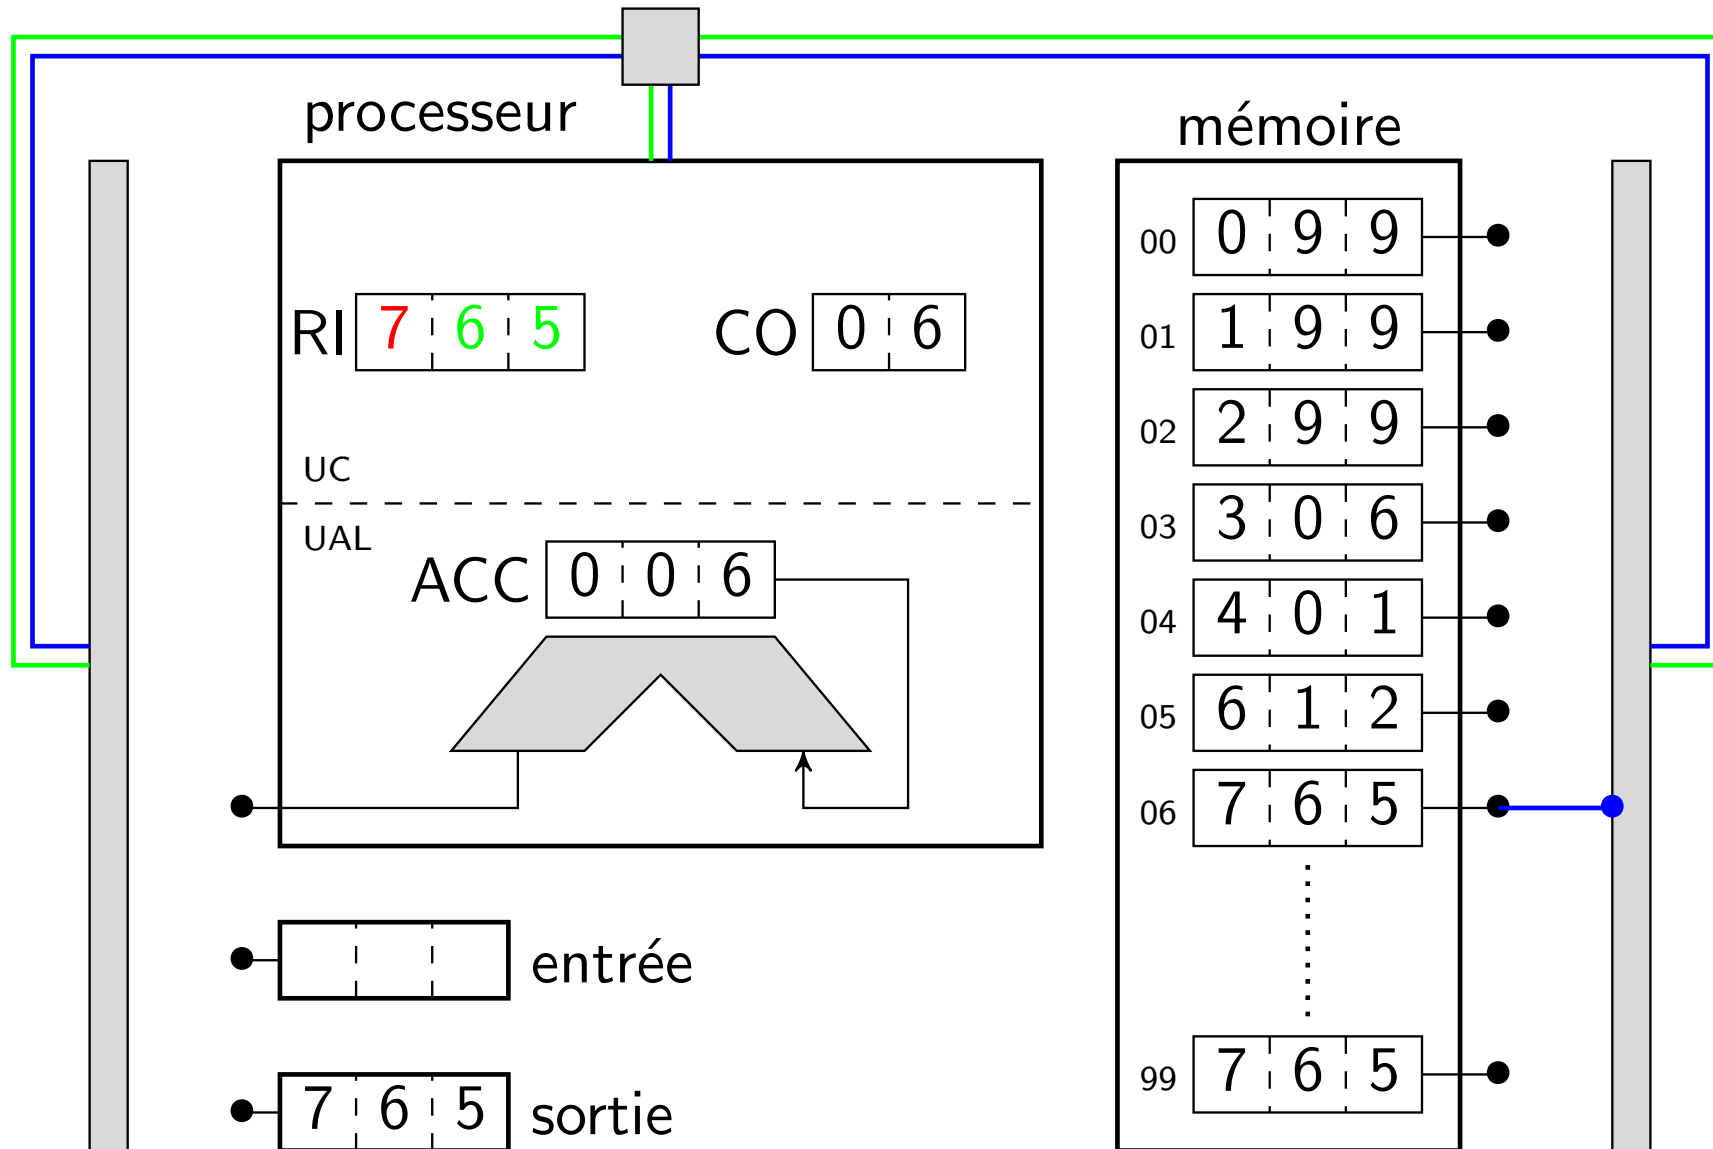 processeur
mémoire
00 0 9 9
RI 7 6 5 CO 0 6
01 1 9 9
02 2 9 9
UC
03 3 0 6
UAL
ACC 0 0 6
04 4 0 1
05 6 1 2
06 7 6 5
entrée
99 7 6 5
7 6 5 sortie